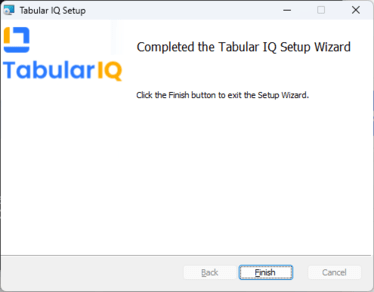 Tabular IQ Setup
Completed the Tabular IQ Setup Wizard
TabularIQ
Click the Finish button to exit the Setup Wizard.
Back
Finish
Cancel